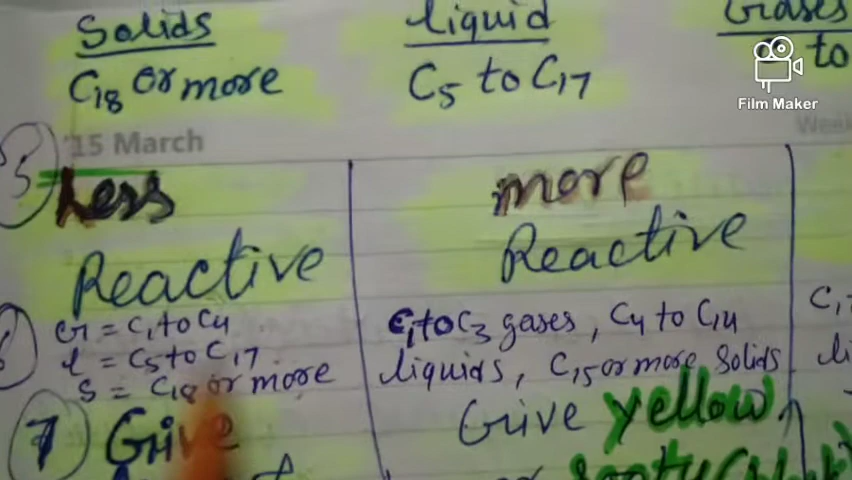 Solids Liquid Gases
C18 or more C5 to C17 to
Film Maker
15 March
5 Less more
Reactive Reactive
G = C1 to C4 C1 to C3 gases, C4 to C14
l = C5 to C17 liquids, C15 or more Solids
S = C18 or more
7 Give Give yellow